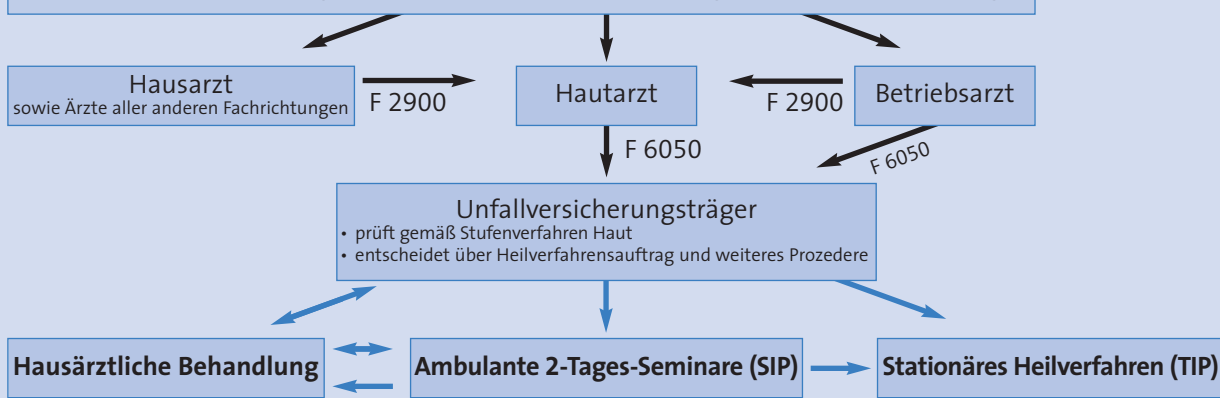 Hausarzt
sowie Ärzte aller anderen Fachrichtungen
F 2900
Hautarzt
F 2900
Betriebsarzt
F 6050
F 6050
Unfallversicherungsträger
• prüft gemäß Stufenverfahren Haut
• entscheidet über Heilverfahrensauftrag und weiteres Prozedere
Hausärztliche Behandlung
Ambulante 2-Tages-Seminare (SIP)
Stationäres Heilverfahren (TIP)